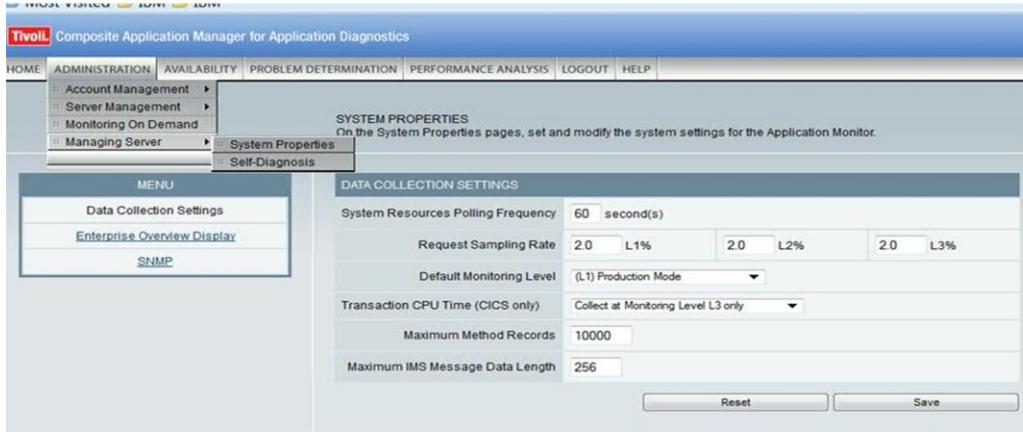 Most Visited IBM IBM
Tivoli. Composite Application Manager for Application Diagnostics
HOME ADMINISTRATION AVAILABILITY PROBLEM DETERMINATION PERFORMANCE ANALYSIS LOGOUT HELP
Account Management
Server Management
Monitoring On Demand
Managing Server
System Properties
Self-Diagnosis
SYSTEM PROPERTIES
On the System Properties pages, set and modify the system settings for the Application Monitor.
MENU
Data Collection Settings
Enterprise Overview Display
SNMP
DATA COLLECTION SETTINGS
System Resources Polling Frequency 60 second(s)
Request Sampling Rate 2.0 L1% 2.0 L2% 2.0 L3%
Default Monitoring Level (L1) Production Mode
Transaction CPU Time (CICS only) Collect at Monitoring Level L3 only
Maximum Method Records 10000
Maximum IMS Message Data Length 256
Reset Save